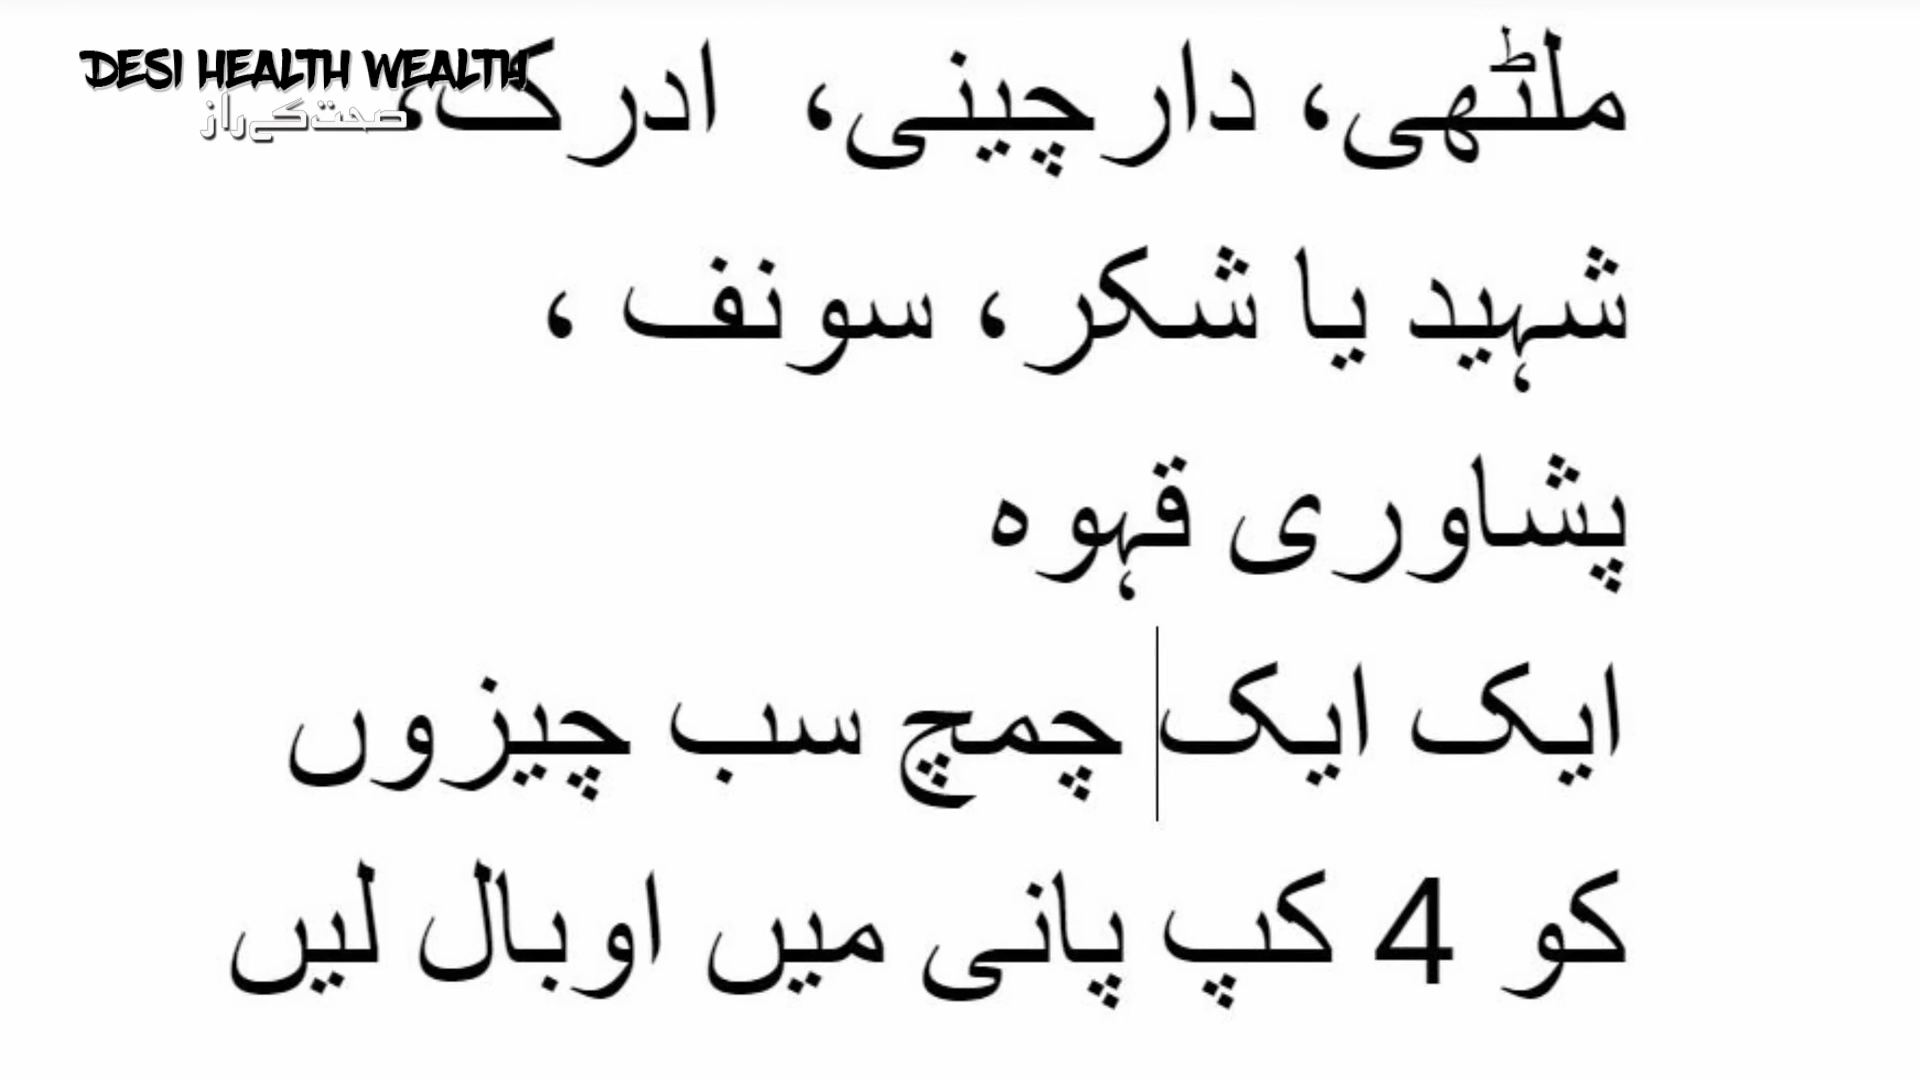 DESI HEALTH WEALTH
صحت کے راز
ملٹھی، دارچینی، ادرک،
شہید یا شکر، سونف ،
پشاوری قہوہ
ایک ایک چمچ سب چیزوں
کو 4 کپ پانی میں اوبال لیں